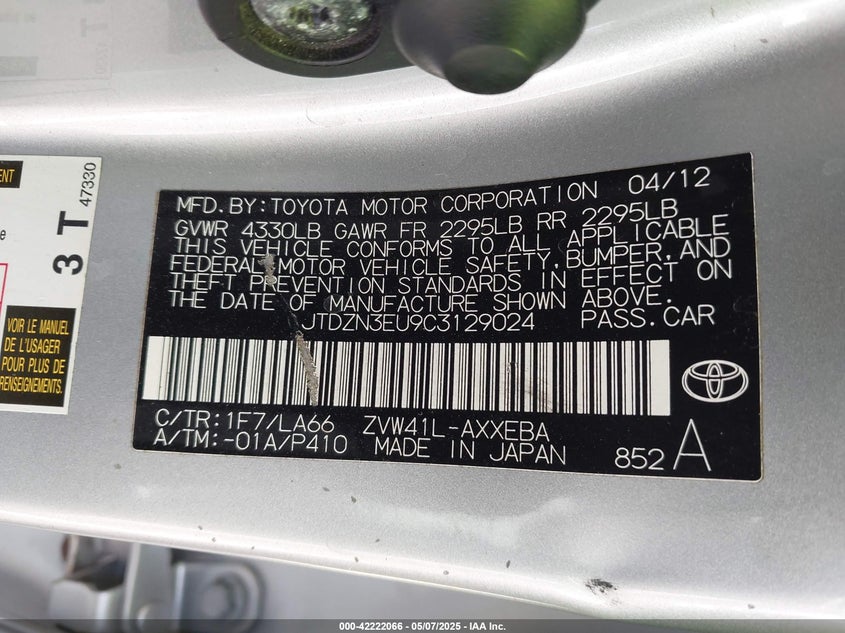 ENT
47330
3 T
e
VOIR LE MANUEL
DE L'USAGER
POUR PLUS DE
RENSEIGNEMENTS.
MFD. BY: TOYOTA MOTOR CORPORATION 04/12
GVWR 4330LB GAWR FR 2295LB RR 2295LB
THIS VEHICLE CONFORMS TO ALL APPLICABLE
FEDERAL MOTOR VEHICLE SAFETY, BUMPER, AND
THEFT PREVENTION STANDARDS IN EFFECT ON
THE DATE OF MANUFACTURE SHOWN ABOVE.
JTDZN3EU9C3129024 PASS. CAR
C/TR: 1F7/LA66 ZVW41L-AXXEBA
A/TM: -01A/P410 MADE IN JAPAN 852 A
000-42222066 - 05/07/2025 - IAA Inc.